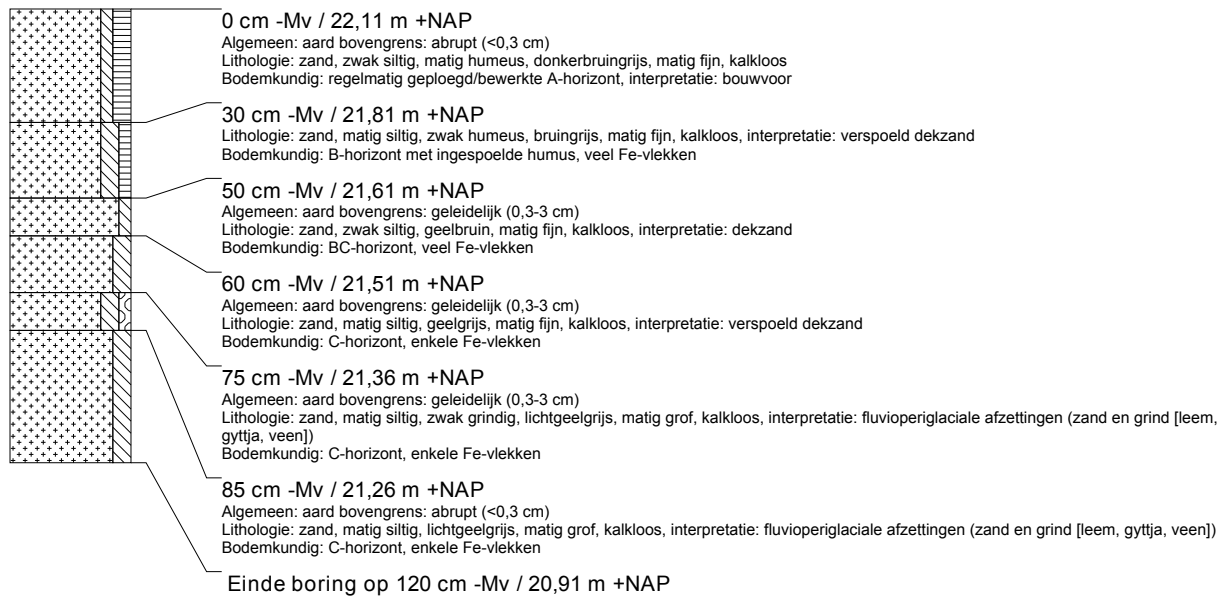 0 cm -Mv / 22,11 m +NAP
Algemeen: aard bovengrens: abrupt (<0,3 cm)
Lithologie: zand, zwak siltig, matig humeus, donkerbruingrijs, matig fijn, kalkloos
Bodemkundig: regelmatig geploegd/bewerkte A-horizont, interpretatie: bouwvoor
30 cm -Mv / 21,81 m +NAP
Lithologie: zand, matig siltig, zwak humeus, bruingrijs, matig fijn, kalkloos, interpretatie: verspoeld dekzand
Bodemkundig: B-horizont met ingespoelde humus, veel Fe-vlekken
50 cm -Mv / 21,61 m +NAP
Algemeen: aard bovengrens: geleidelijk (0,3-3 cm)
Lithologie: zand, zwak siltig, geelbruin, matig fijn, kalkloos, interpretatie: dekzand
Bodemkundig: BC-horizont, veel Fe-vlekken
60 cm -Mv / 21,51 m +NAP
Algemeen: aard bovengrens: geleidelijk (0,3-3 cm)
Lithologie: zand, matig siltig, geelgrijs, matig fijn, kalkloos, interpretatie: verspoeld dekzand
Bodemkundig: C-horizont, enkele Fe-vlekken
75 cm -Mv / 21,36 m +NAP
Algemeen: aard bovengrens: geleidelijk (0,3-3 cm)
Lithologie: zand, matig siltig, zwak grindig, lichtgeelgrijs, matig grof, kalkloos, interpretatie: fluvioperiglaciale afzettingen (zand en grind [leem,
gyttja, veen])
Bodemkundig: C-horizont, enkele Fe-vlekken
85 cm -Mv / 21,26 m +NAP
Algemeen: aard bovengrens: abrupt (<0,3 cm)
Lithologie: zand, matig siltig, lichtgeelgrijs, matig grof, kalkloos, interpretatie: fluvioperiglaciale afzettingen (zand en grind [leem, gyttja, veen])
Bodemkundig: C-horizont, enkele Fe-vlekken
Einde boring op 120 cm -Mv / 20,91 m +NAP